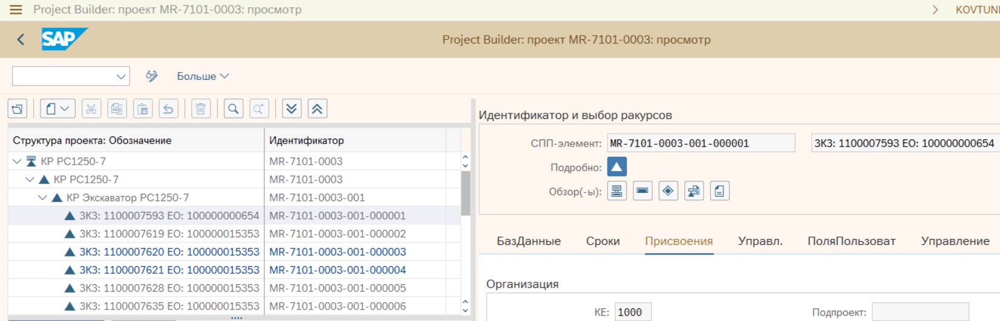 Project Builder: проект MR-7101-0003: просмотр
KOVTUN
SAP
Project Builder: проект MR-7101-0003: просмотр
Больше
Идентификатор и выбор ракурсов
Структура проекта: Обозначение Идентификатор
СПП-элемент: MR-7101-0003-001-000001 ЗКЗ: 1100007593 ЕО: 100000000654
КР PC1250-7 MR-7101-0003
Подробно:
КР PC1250-7 MR-7101-0003
Обзор(-ы):
КР Экскаватор PC1250-7 MR-7101-0003-001
ЗКЗ: 1100007593 ЕО: 100000000654 MR-7101-0003-001-000001
ЗКЗ: 1100007619 ЕО: 100000015353 MR-7101-0003-001-000002
БазДанные Сроки Присвоения Управл. ПоляПользоват Управление
ЗКЗ: 1100007620 ЕО: 100000015353 MR-7101-0003-001-000003
ЗКЗ: 1100007621 ЕО: 100000015353 MR-7101-0003-001-000004
Организация
ЗКЗ: 1100007628 ЕО: 100000015353 MR-7101-0003-001-000005
ЗКЗ: 1100007635 ЕО: 100000015353 MR-7101-0003-001-000006
КЕ: 1000 Подпроект: